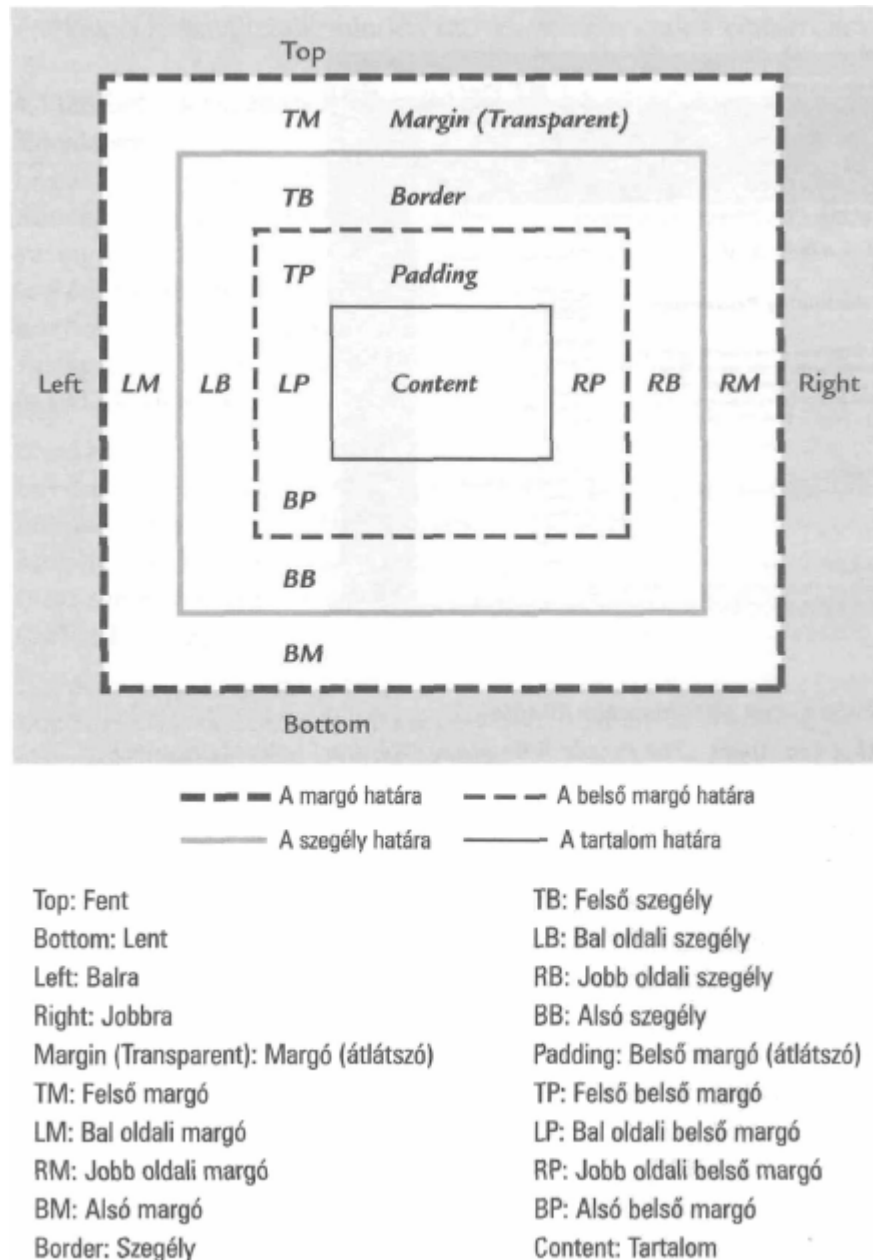 Top
TM Margin (Transparent)
TB Border
TP Padding
Left LM LB LP Content RP RB RM Right
BP
BB
BM
Bottom
A margó határa A belső margó határa
A szegély határa A tartalom határa
Top: Fent
Bottom: Lent
Left: Balra
Right: Jobbra
Margin (Transparent): Margó (átlátszó)
TM: Felső margó
LM: Bal oldali margó
RM: Jobb oldali margó
BM: Alsó margó
Border: Szegély
TB: Felső szegély
LB: Bal oldali szegély
RB: Jobb oldali szegély
BB: Alsó szegély
Padding: Belső margó (átlátszó)
TP: Felső belső margó
LP: Bal oldali belső margó
RP: Jobb oldali belső margó
BP: Alsó belső margó
Content: Tartalom